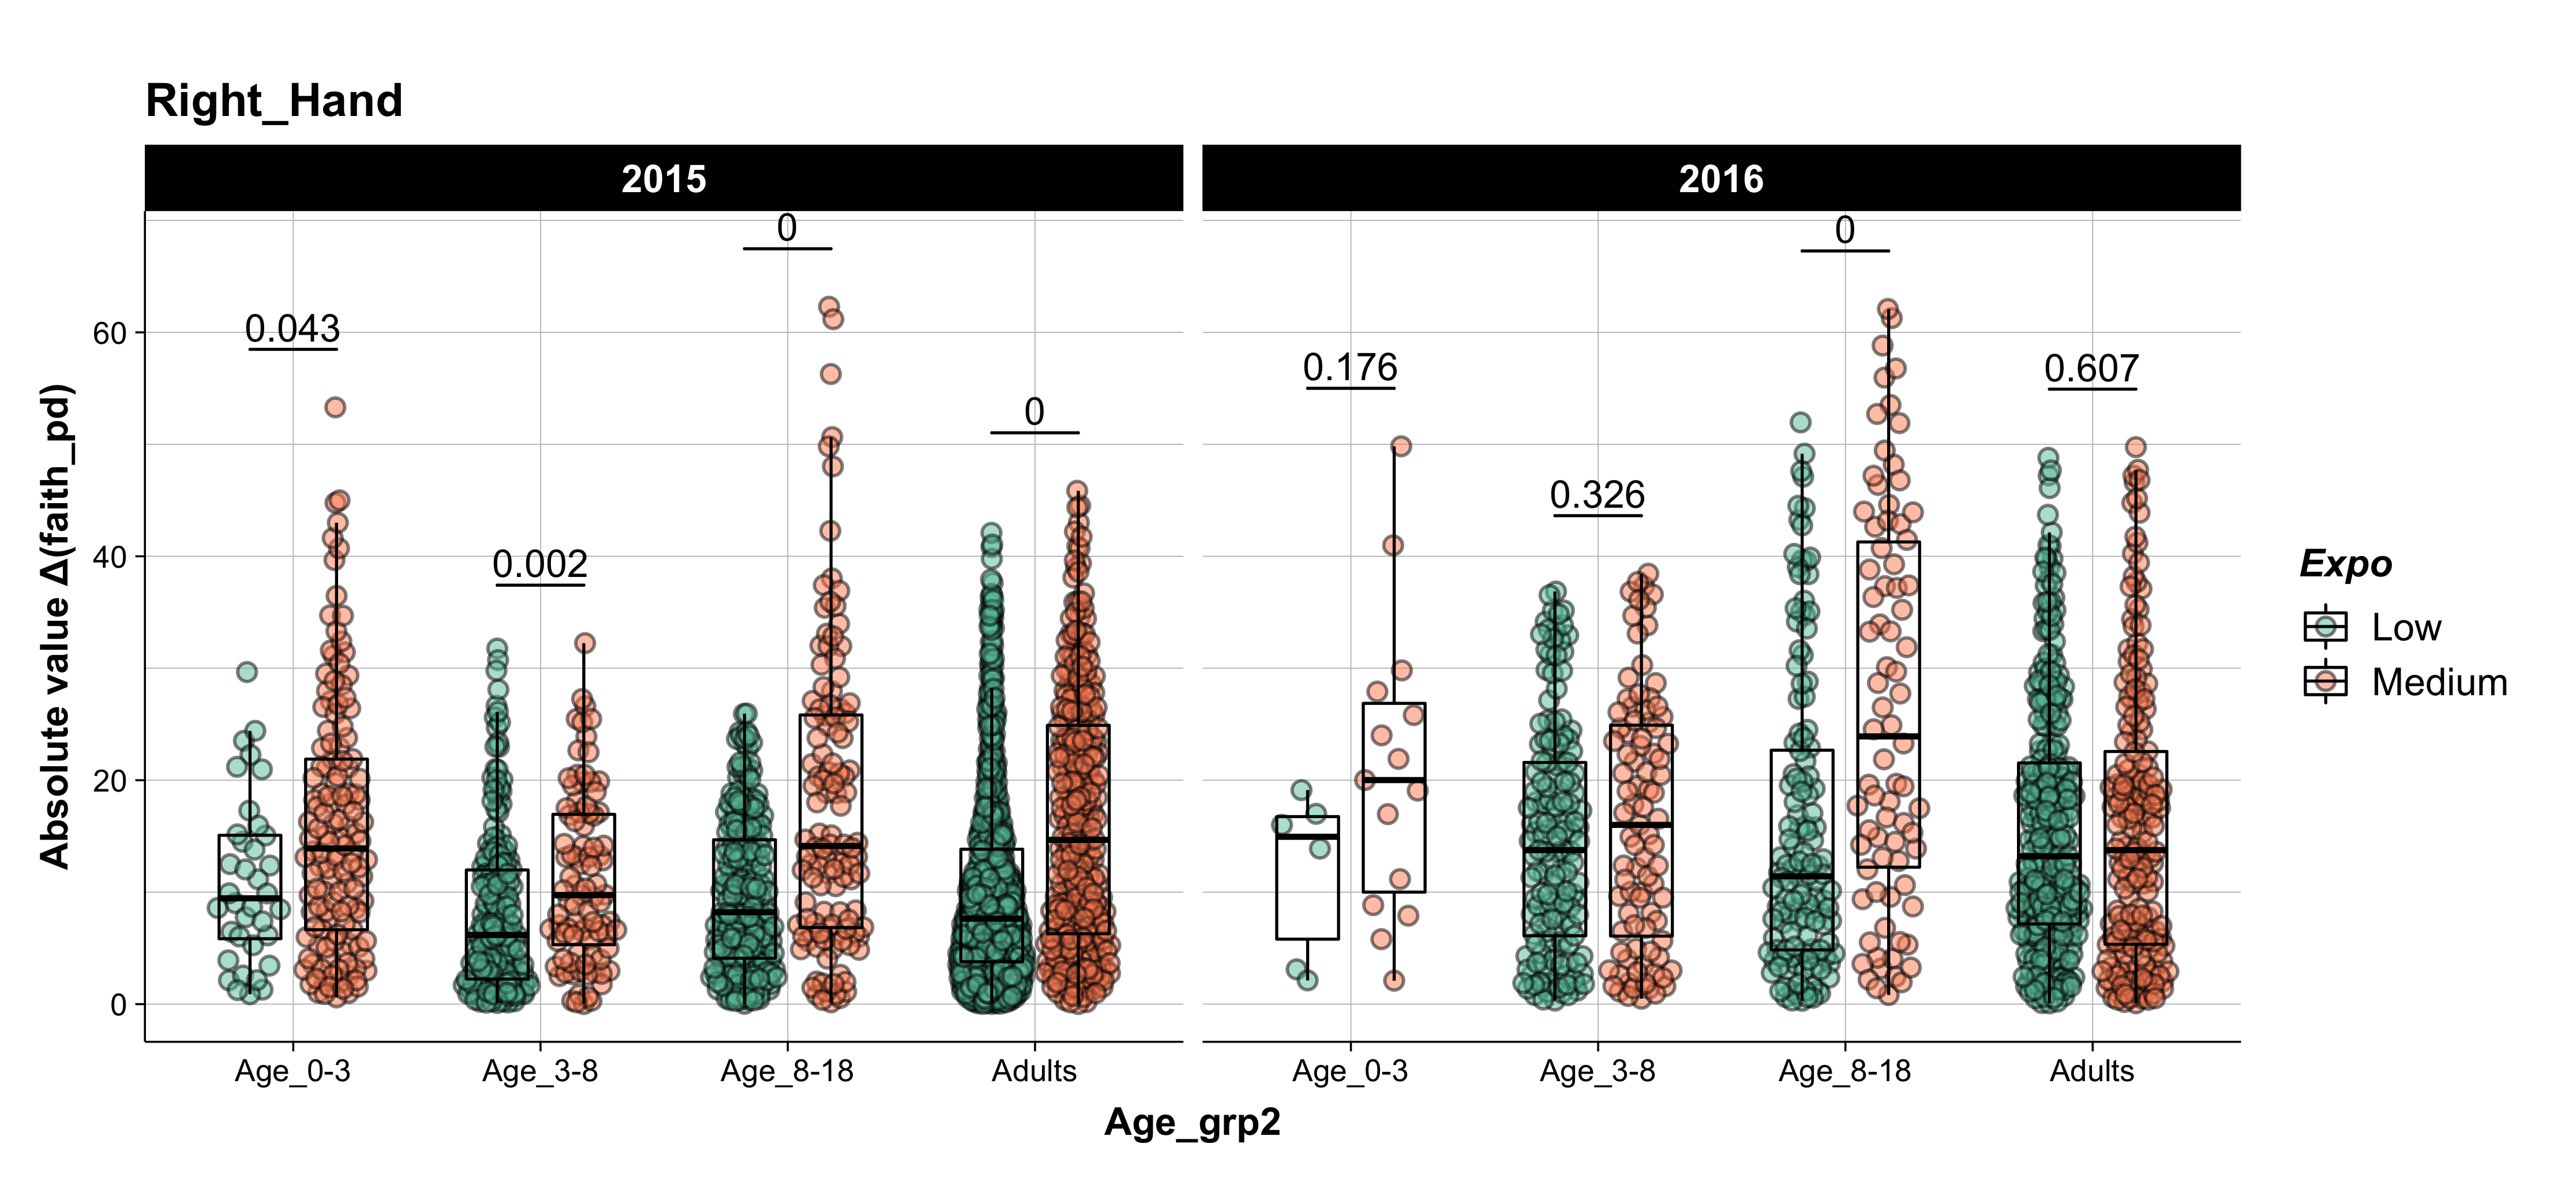 Right_Hand
2015
2016
0
0
0.043
0.176
0.607
0
0.326
0.002
60
40
20
0
Absolute value Δ(faith_pd)
Expo
Low
Medium
Age_0-3
Age_3-8
Age_8-18
Adults
Age_0-3
Age_3-8
Age_8-18
Adults
Age_grp2